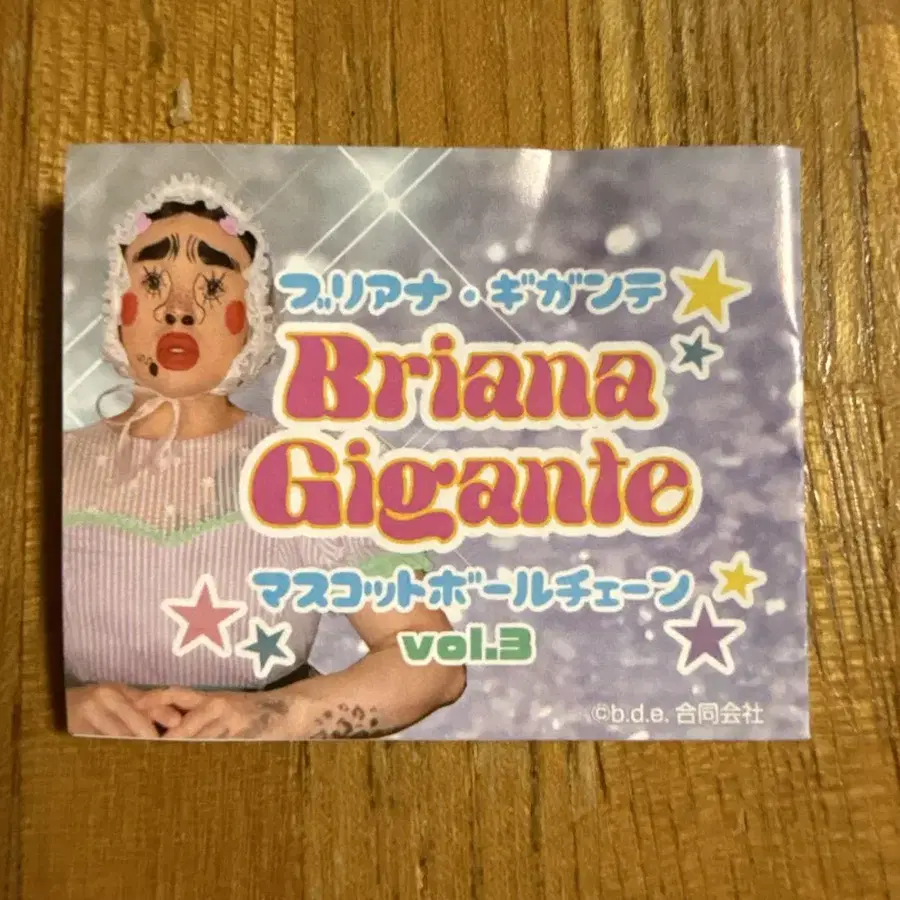 ブリアナ・ギガンテ
Briana
Gigante
マスコットボールチェーン
vol.3
©b.d.e. 合同会社